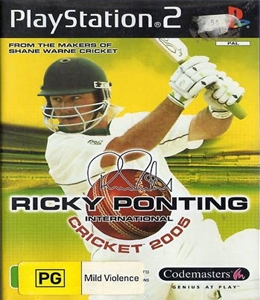 PlayStation 2
PAL
FROM THE MAKERS OF
SHANE WARNE CRICKET
RICKY PONTING
INTERNATIONAL
CRICKET 2005
PG
Mild Violence
Codemasters
GENIUS AT PLAY